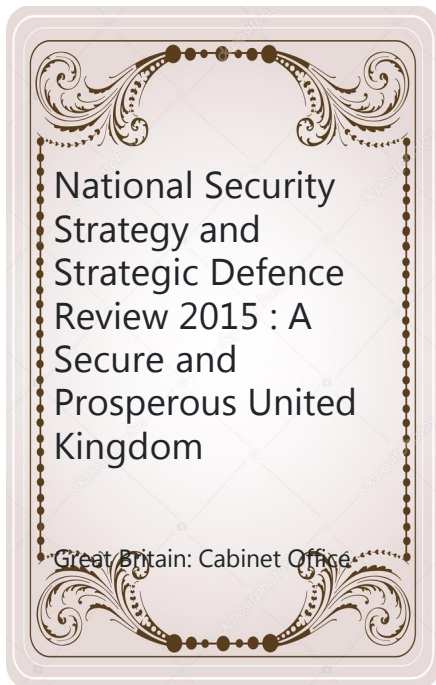 National Security
Strategy and
Strategic Defence
Review 2015 : A
Secure and
Prosperous United
Kingdom
Great Britain: Cabinet Office